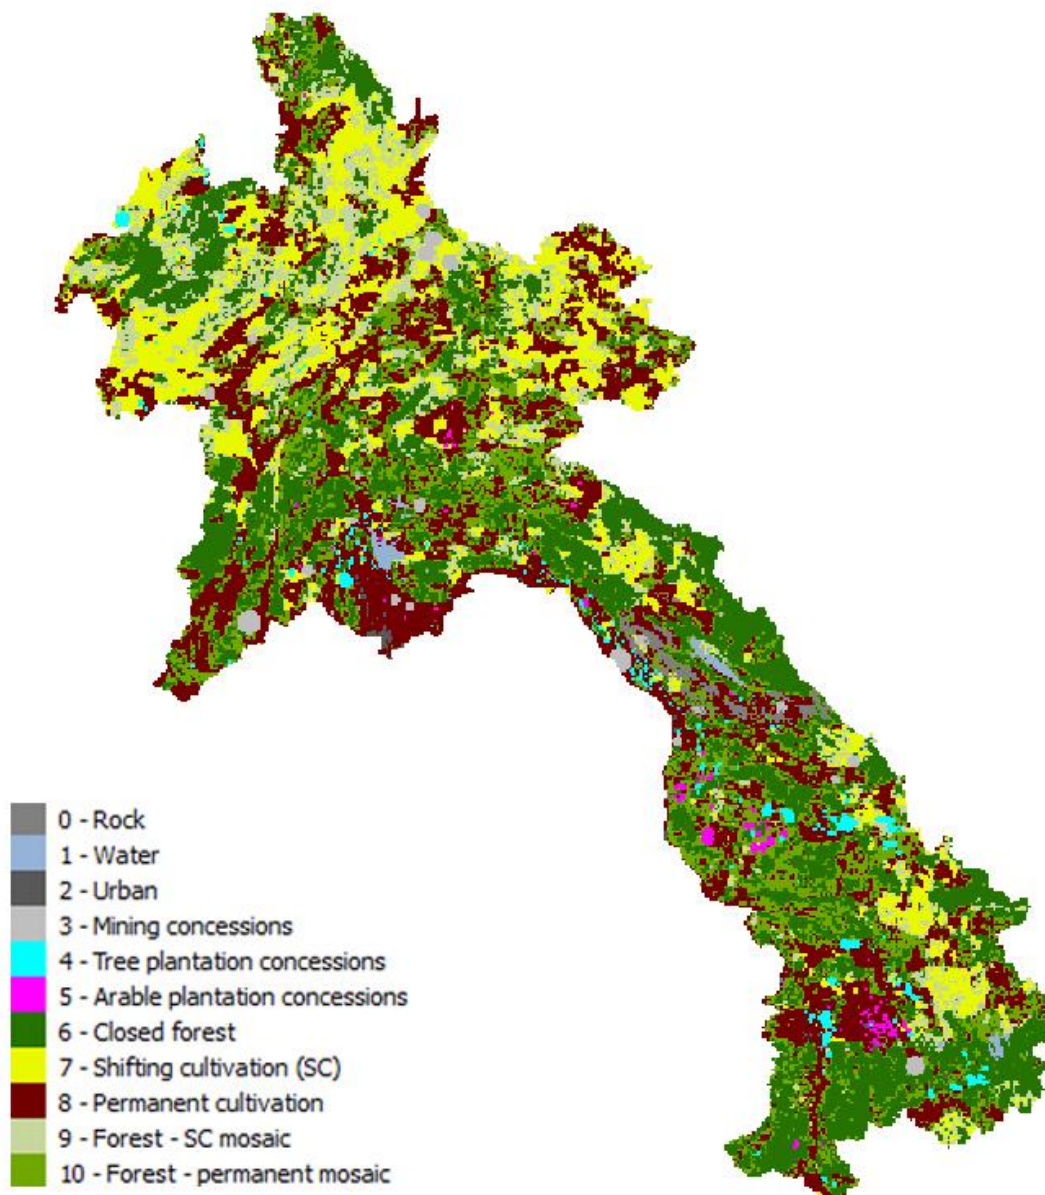 0 - Rock
1 - Water
2 - Urban
3 - Mining concessions
4 - Tree plantation concessions
5 - Arable plantation concessions
6 - Closed forest
7 - Shifting cultivation (SC)
8 - Permanent cultivation
9 - Forest - SC mosaic
10 - Forest - permanent mosaic